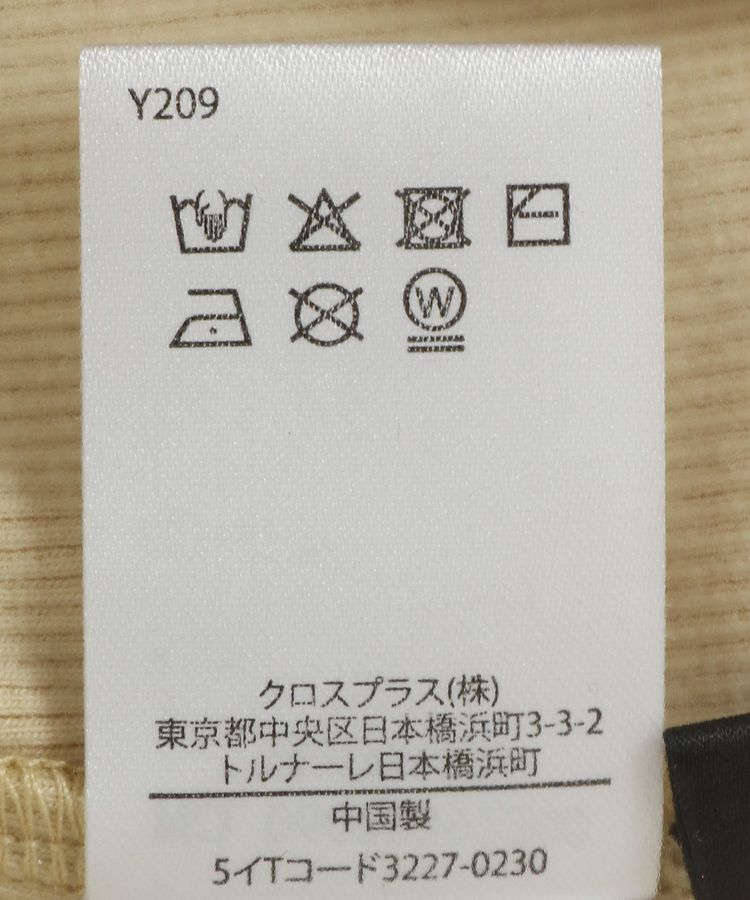 Y209
W
クロスプラス(株)
東京都中央区日本橋浜町3-3-2
トルナーレ日本橋浜町
中国製
5イTコード3227-0230